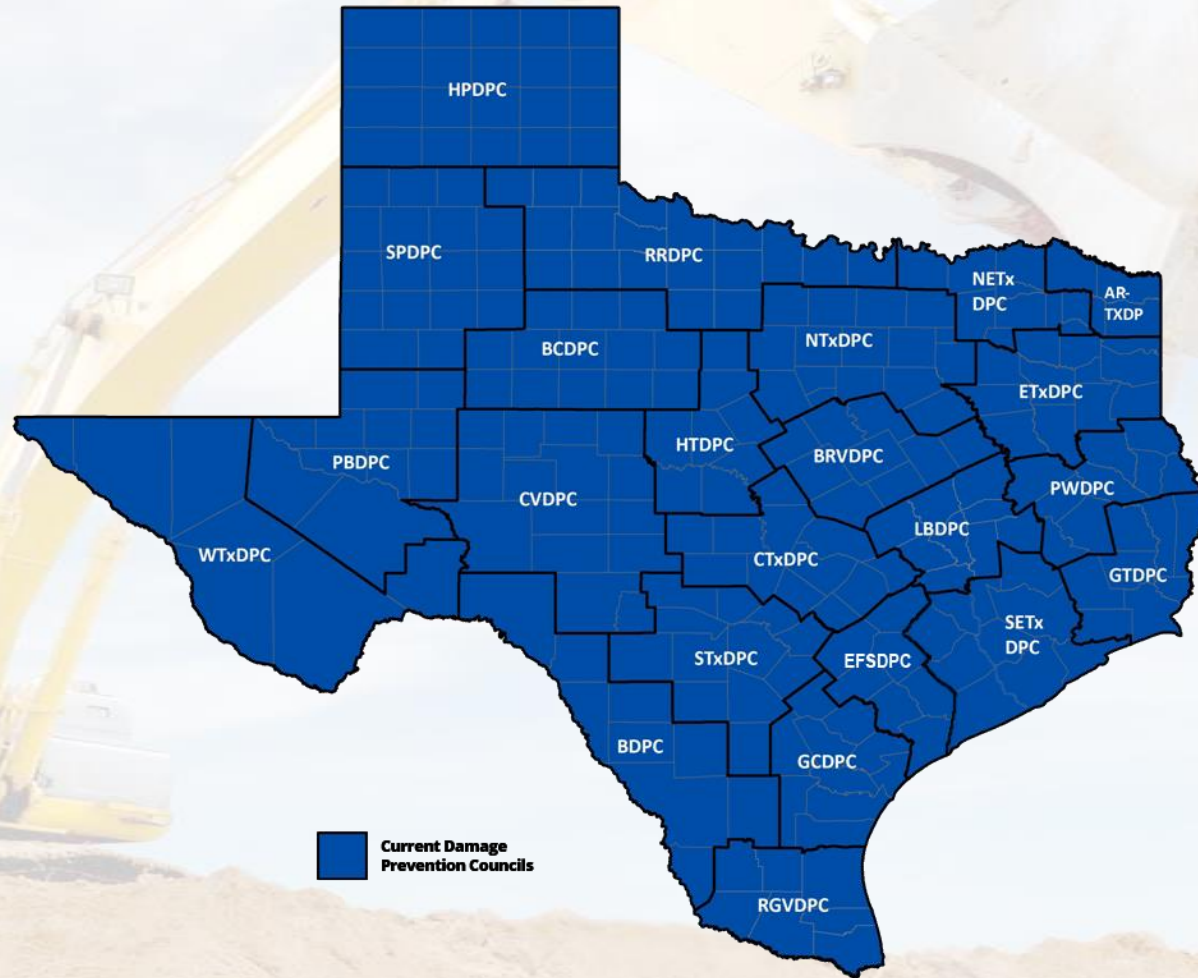 HPDPC
SPDPC
RRDPC
NETx
DPC
AR-
TXDP
BCDPC
NTxDPC
ETxDPC
PBDPC
HTDPC
BRVDPC
CVDPC
PWDPC
LBDPC
WTxDPC
CTxDPC
GTDPC
SETx
DPC
STxDPC
EFSDPC
BDPC
GCDPC
RGVDPC
Current Damage
Prevention Councils